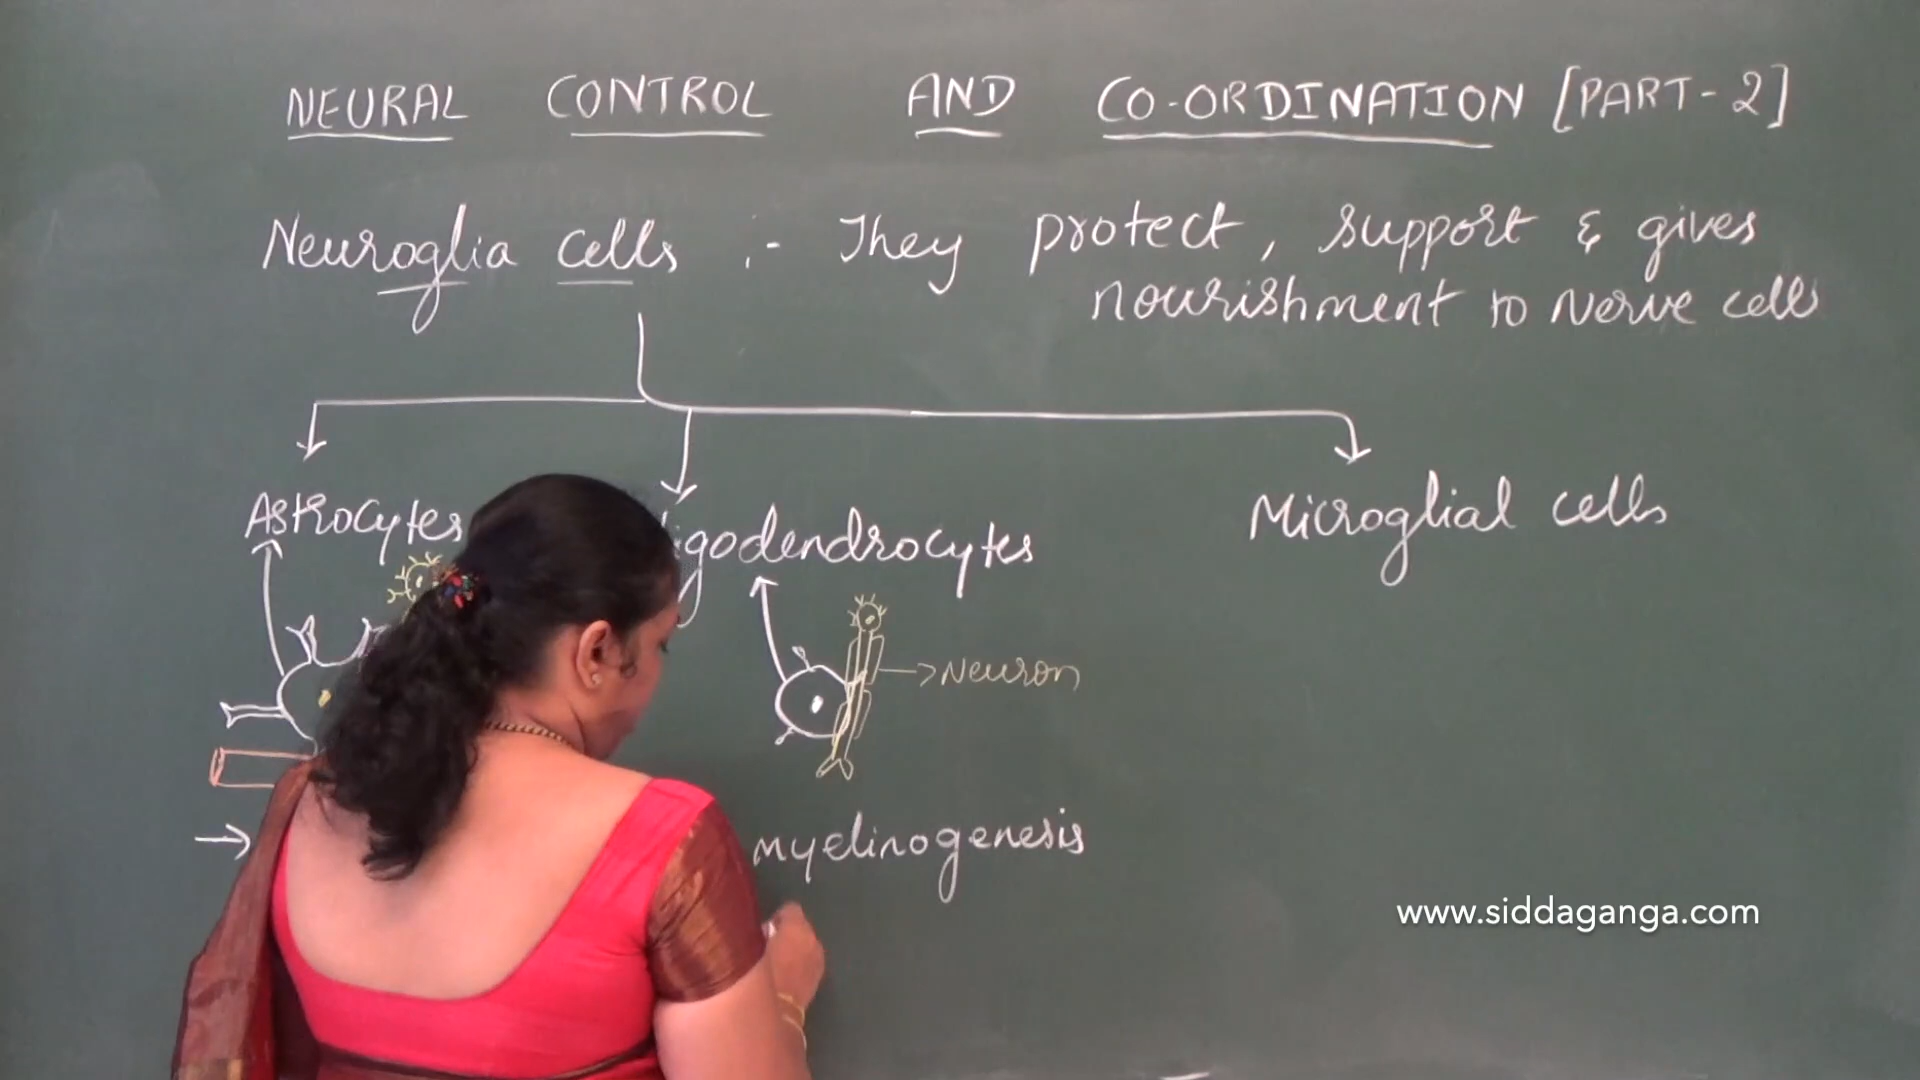 NEURAL CONTROL AND CO-ORDINATION [PART-2]
Neuroglia cells :- They protect, support & gives
nourishment to Nerve cells
Astrocytes
igodendrocytes
Microglial cells
Neuron
myelinogenesis
www.siddaganga.com